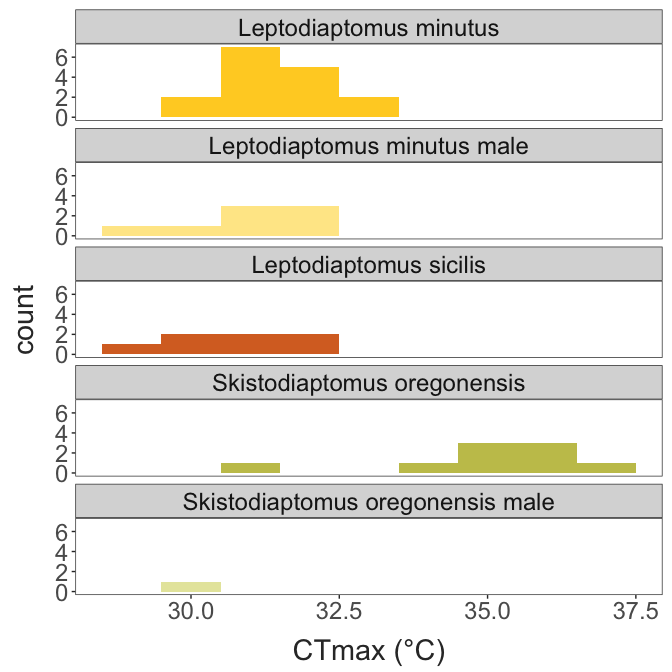 Leptodiaptomus minutus
6
4
2
0
Leptodiaptomus minutus male
6
4
2
0
Leptodiaptomus sicilis
6
4
2
0
count
Skistodiaptomus oregonensis
6
4
2
0
Skistodiaptomus oregonensis male
6
4
2
0
30.0 32.5 35.0 37.5
CTmax (°C)